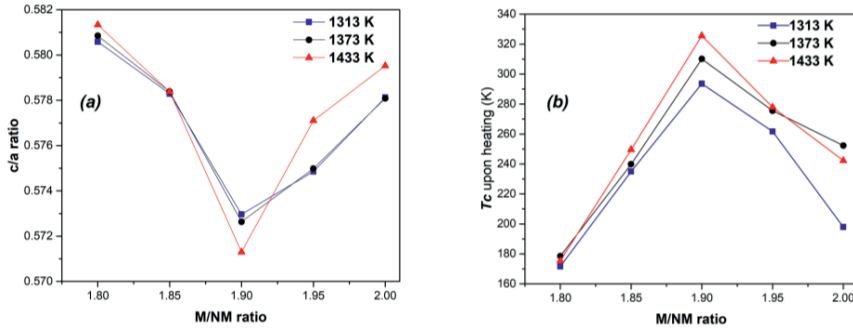 0.582
0.580
0.578
0.576
0.574
0.572
0.570
c/a ratio
1313 K
1373 K
1433 K
(a)
1.80 1.85 1.90 1.95 2.00
M/NM ratio
360
340
320
300
280
260
240
220
200
180
160
Tc upon heating (K)
1313 K
1373 K
1433 K
(b)
1.80 1.85 1.90 1.95 2.00
M/NM ratio